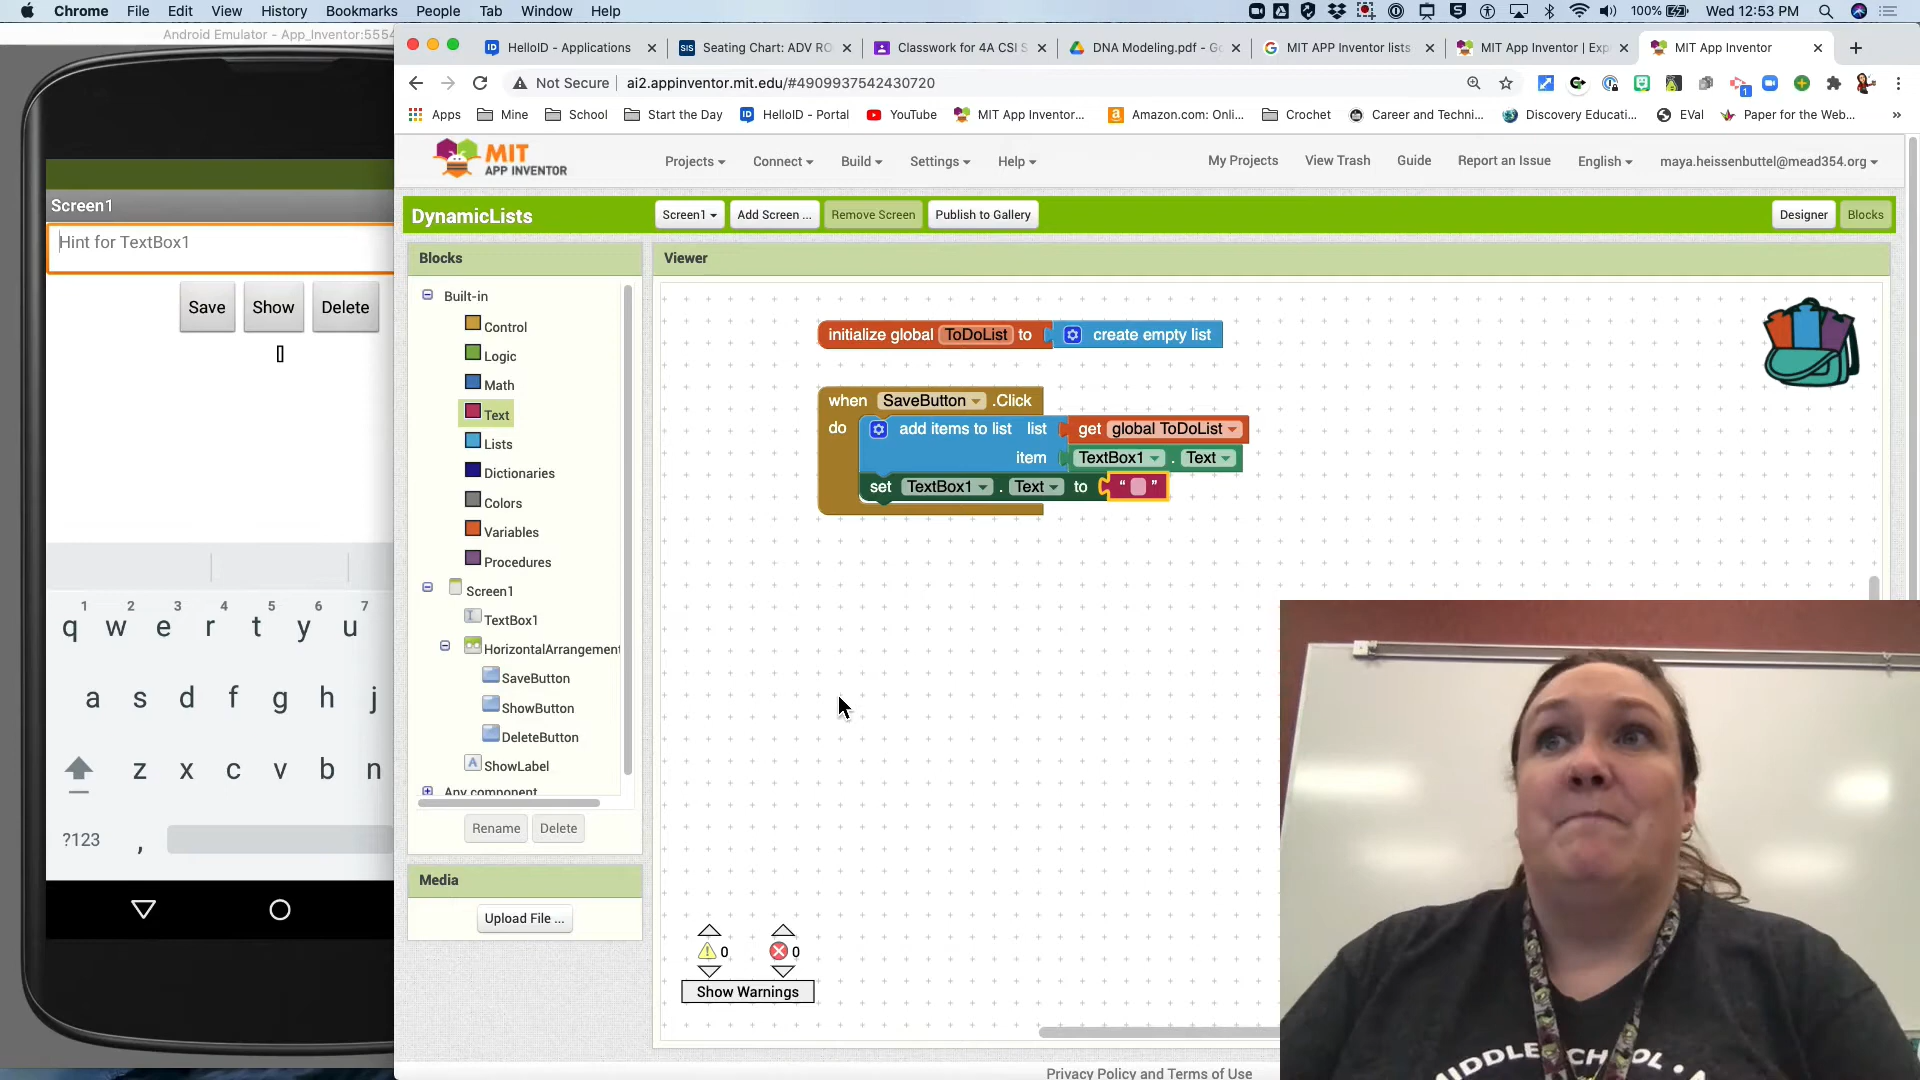 Chrome File Edit View History Bookmarks People Tab Window Help
100% Wed 12:53 PM
Android Emulator - App_Inventor:5554
HelloID - Applications
Seating Chart: ADV RO
Classwork for 4A CSI S
DNA Modeling.pdf - Go
MIT APP Inventor lists
MIT App Inventor | Exp
MIT App Inventor
Not Secure ai2.appinventor.mit.edu/#4909937542430720
1
Apps Mine School Start the Day HelloID - Portal YouTube MIT App Inventor... Amazon.com: Onli... Crochet Career and Techni... Discovery Educati... EVal Paper for the Web... »
MIT
APP INVENTOR
Projects Connect Build Settings Help
My Projects View Trash Guide Report an Issue English maya.heissenbuttel@mead354.org
DynamicLists
Screen1 Add Screen ... Remove Screen Publish to Gallery
Designer Blocks
Screen1
Hint for TextBox1
Save Show Delete
[]
1 2 3 4 5 6 7
q w e r t y u
a s d f g h j
z x c v b n
?123 ,
Blocks
Built-in
Control
Logic
Math
Text
Lists
Dictionaries
Colors
Variables
Procedures
Screen1
TextBox1
HorizontalArrangement
SaveButton
ShowButton
DeleteButton
ShowLabel
Any component
Rename Delete
Media
Upload File ...
Viewer
initialize global ToDoList to create empty list
when SaveButton .Click
do add items to list list get global ToDoList
item TextBox1 . Text
set TextBox1 . Text to “ ”
0 0
Show Warnings
Privacy Policy and Terms of Use